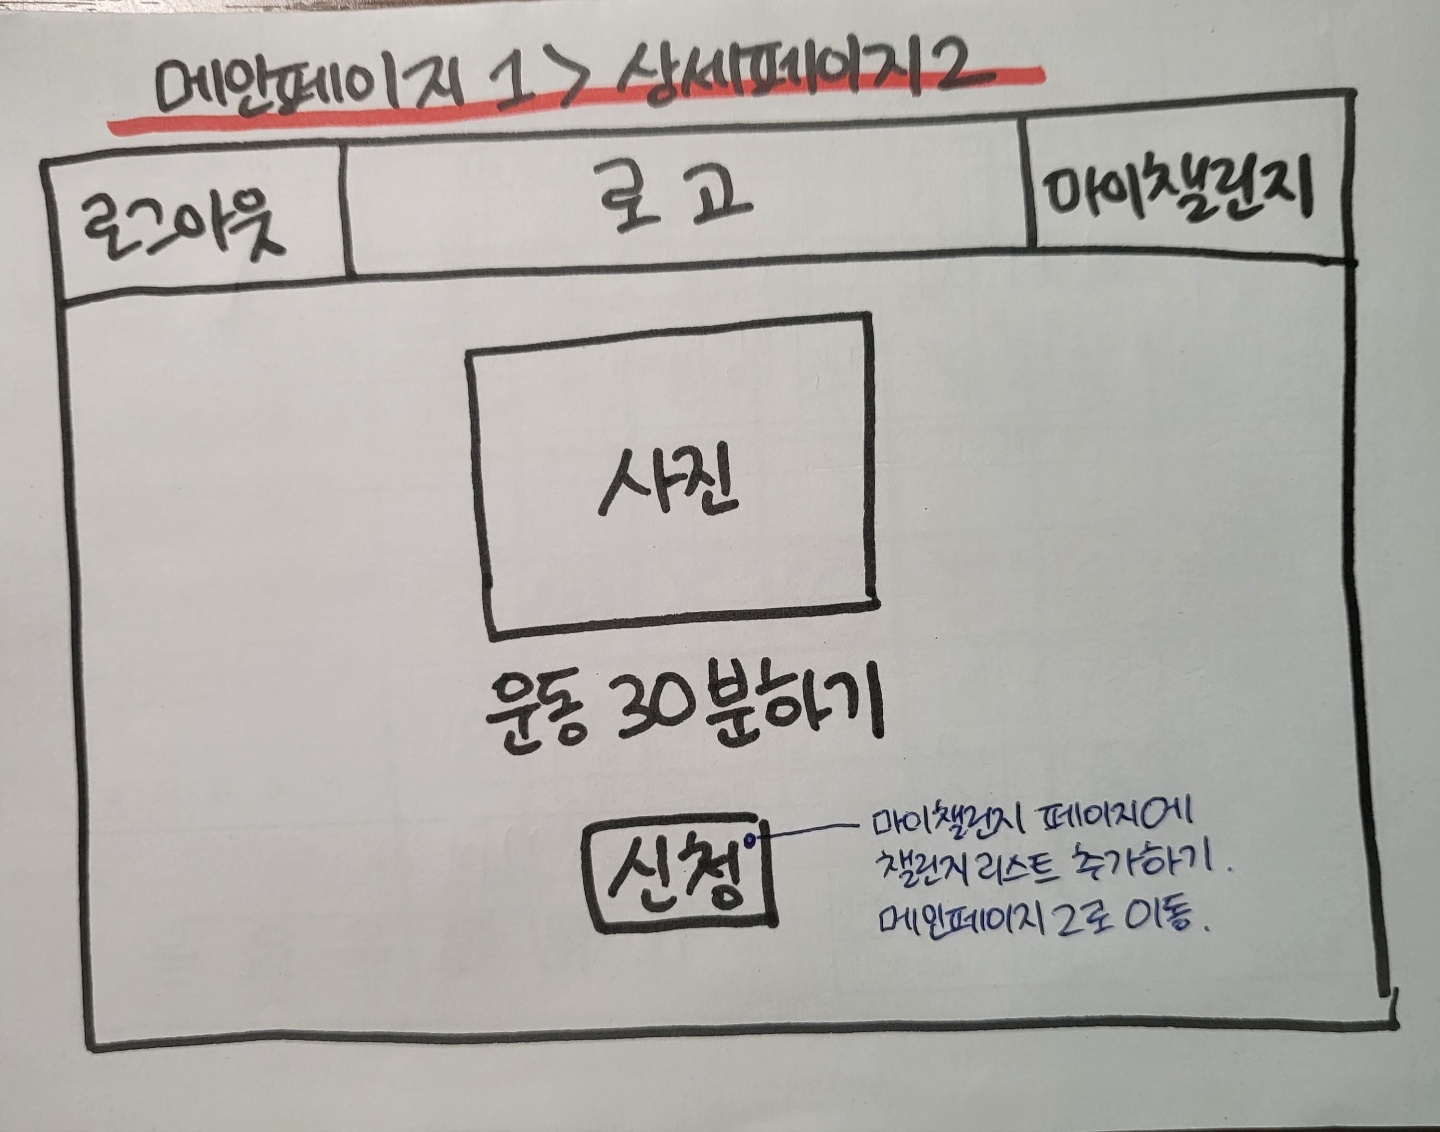 메인페이지 1 > 상세페이지2
로그아웃
로고
마이챌린지
사진
운동 30분하기
신청
마이챌린지 페이지에
챌린지 리스트 추가하기.
메인페이지 2로 이동.